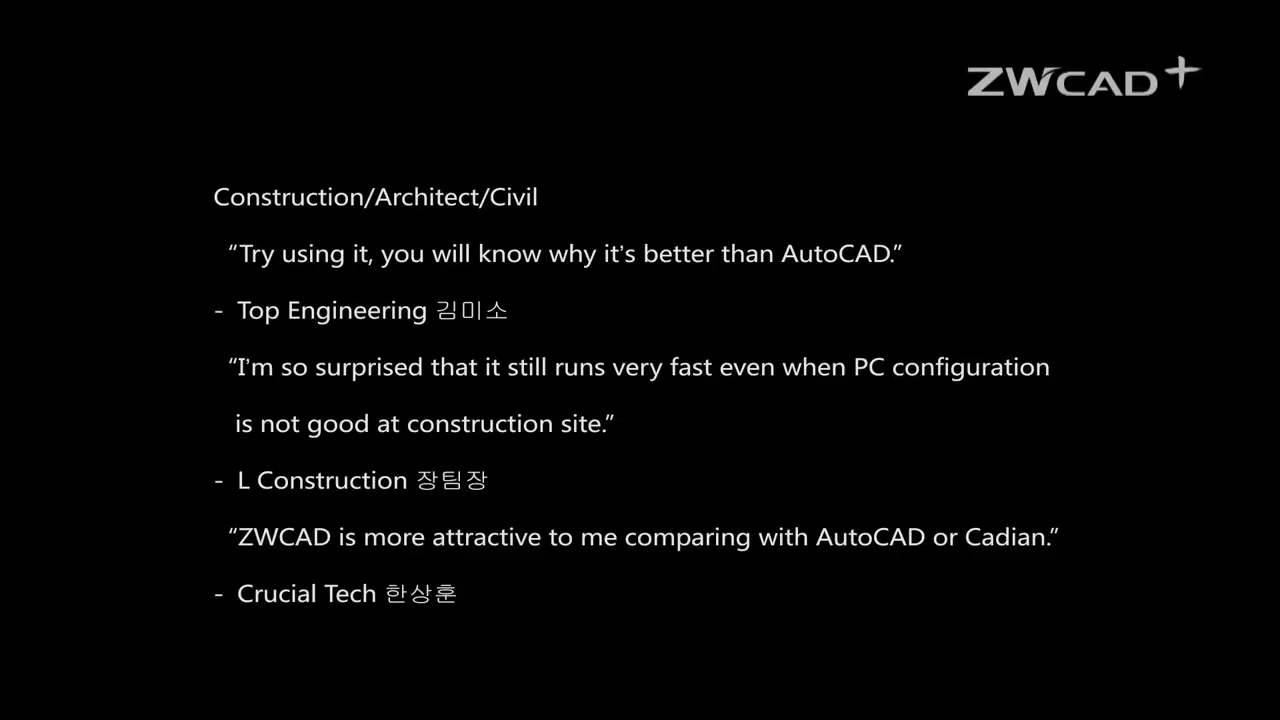 ZWCAD+
Construction/Architect/Civil
“Try using it, you will know why it’s better than AutoCAD.”
- Top Engineering 김미소
“I’m so surprised that it still runs very fast even when PC configuration
is not good at construction site.”
- L Construction 장팀장
“ZWCAD is more attractive to me comparing with AutoCAD or Cadian.”
- Crucial Tech 한상훈